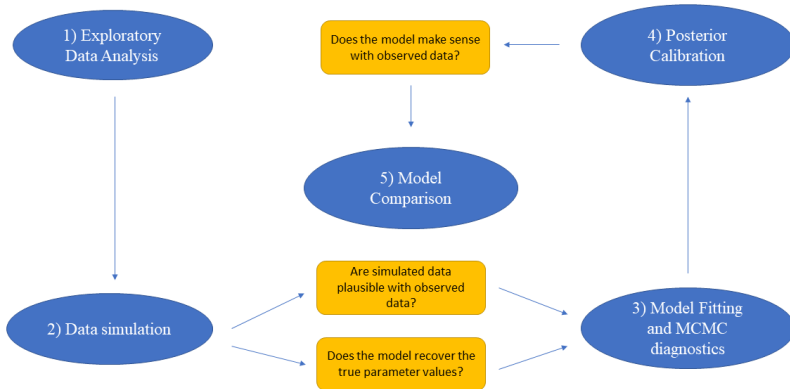 1) Exploratory
Data Analysis
Does the model make sense
with observed data?
4) Posterior
Calibration
5) Model
Comparison
2) Data simulation
Are simulated data
plausible with observed
data?
Does the model recover the
true parameter values?
3) Model Fitting
and MCMC
diagnostics